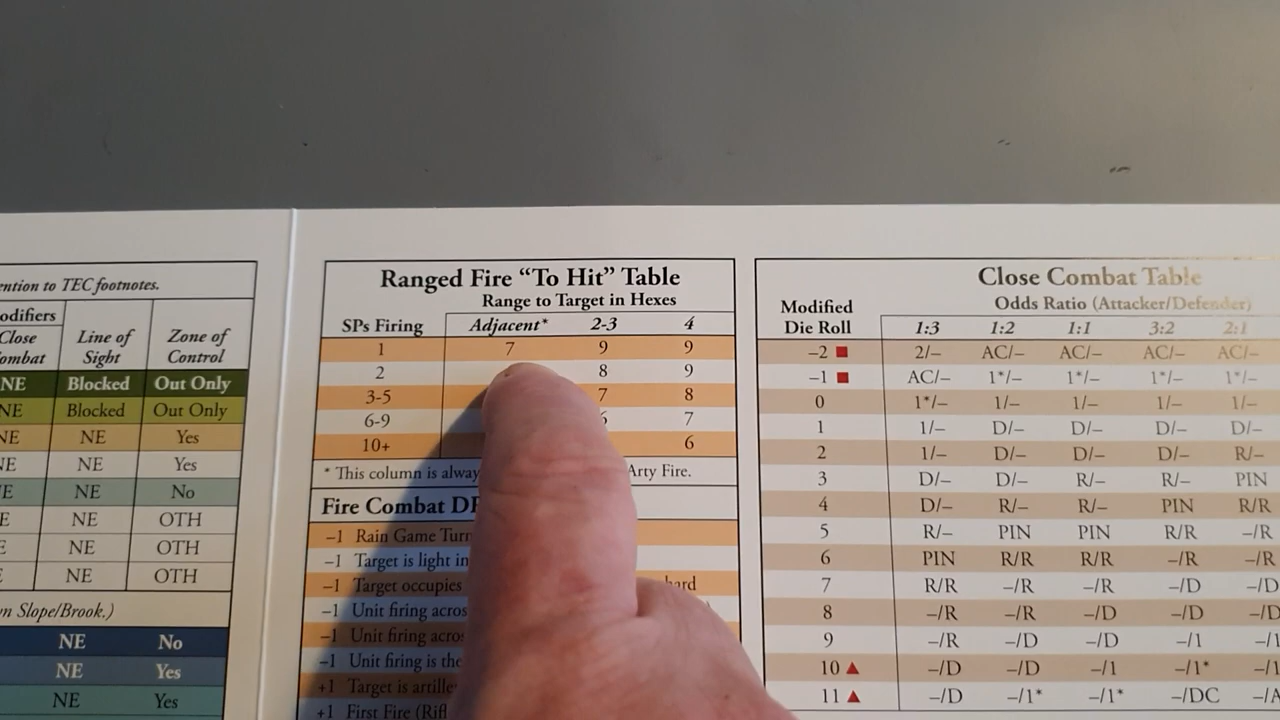 ention to TEC footnotes.
odifiers
Close Line of Zone of
ombat Sight Control
NE Blocked Out Only
NE Blocked Out Only
NE NE Yes
NE NE Yes
E NE No
E NE OTH
E NE OTH
NE OTH
n Slope/Brook.)
NE No
NE Yes
NE Yes
Ranged Fire “To Hit” Table
Range to Target in Hexes
SPs Firing Adjacent* 2-3 4
1 7 9 9
2 8 9
3-5 7 8
6-9 7
10+ 6
* This column is alway Arty Fire.
Fire Combat DR
–1 Rain Game Turn
–1 Target is light in
–1 Target occupies hard
–1 Unit firing acros
–1 Unit firing acro
–1 Unit firing is the
+1 Target is artille
+1 First Fire (Rifl
Close Combat Table
Modified Odds Ratio (Attacker/Defender)
Die Roll 1:3 1:2 1:1 3:2 2:1
–2 2/– AC/– AC/– AC/– AC/–
–1 AC/– 1*/– 1*/– 1*/– 1*/–
0 1*/– 1/– 1/– 1/– 1/–
1 1/– D/– D/– D/– D/–
2 1/– D/– D/– D/– R/–
3 D/– D/– R/– R/– PIN
4 D/– R/– R/– PIN R/R
5 R/– PIN PIN R/R –/R
6 PIN R/R R/R –/R –/R
7 R/R –/R –/R –/D –/D
8 –/R –/R –/D –/D –/D
9 –/R –/D –/D –/1 –/1
10 –/D –/D –/1 –/1* –/1
11 –/D –/1* –/1* –/DC –/A